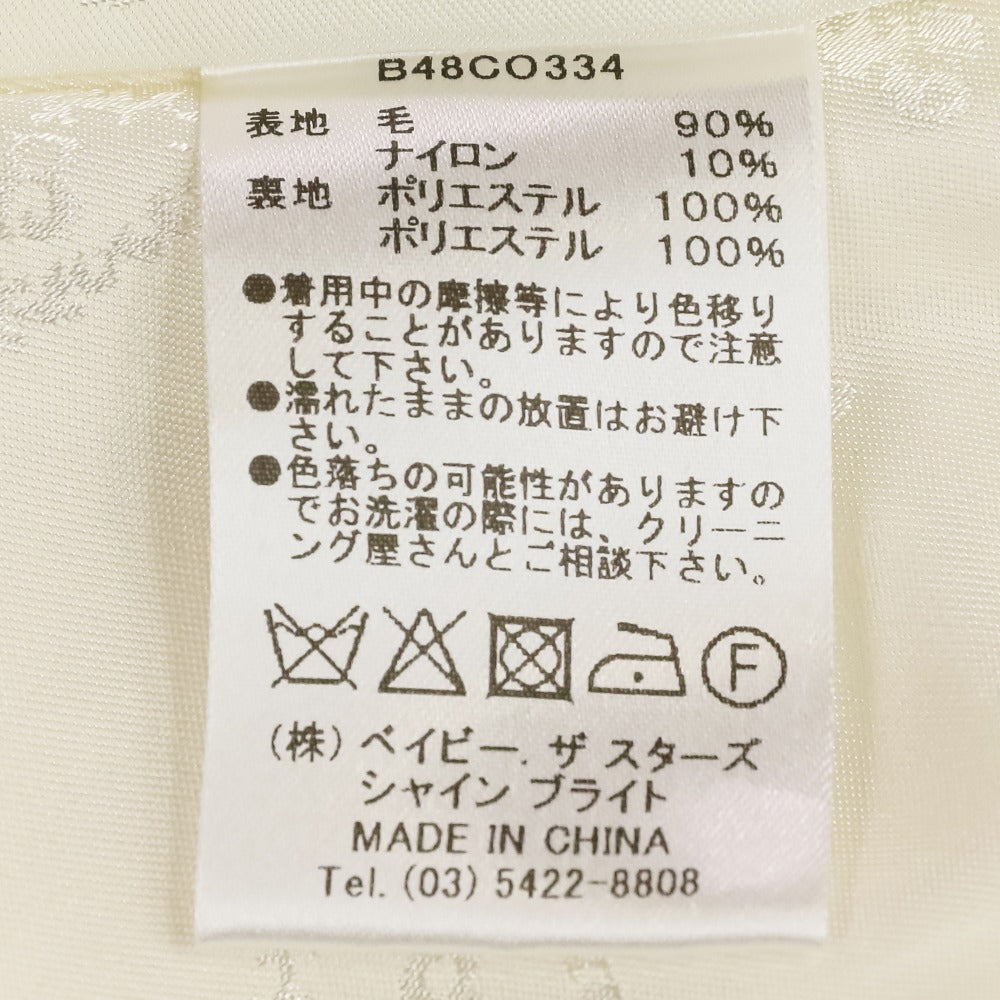 B48CO334
表地 毛 90%
ナイロン 10%
裏地 ポリエステル 100%
ポリエステル 100%
●着用中の摩擦等により色移り
することがありますので注意
して下さい。
●濡れたままの放置はお避け下
さい。
●色落ちの可能性がありますの
でお洗濯の際には、クリーニ
ング屋さんとご相談下さい。
F
(株) ベイビー. ザ スターズ
シャイン ブライト
MADE IN CHINA
Tel. (03) 5422-8808